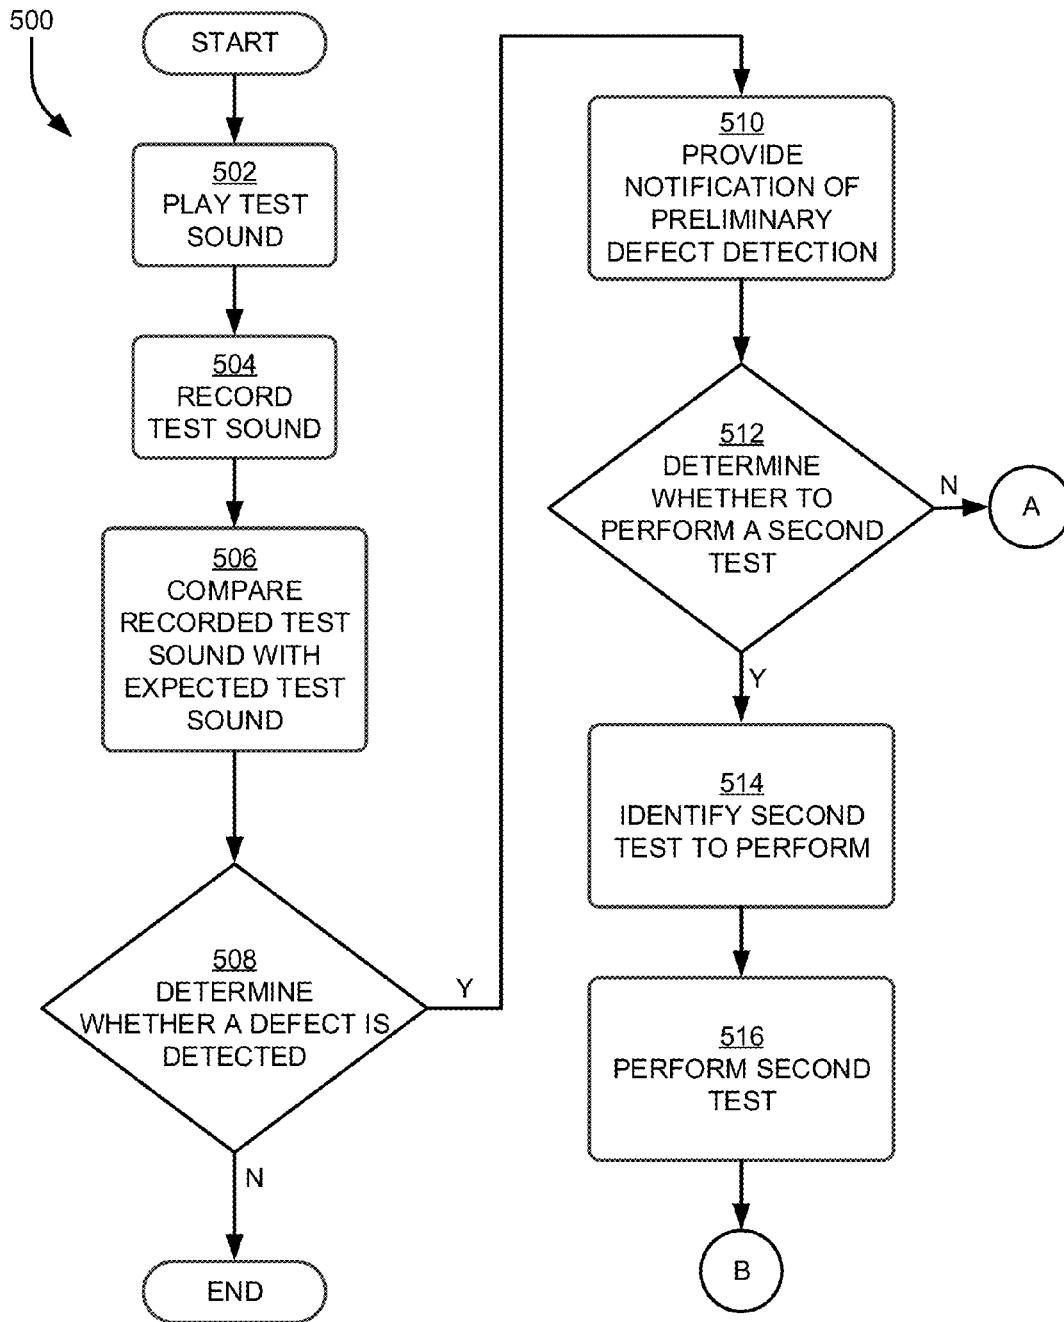 500
START
502
PLAY TEST
SOUND
504
RECORD
TEST SOUND
506
COMPARE
RECORDED TEST
SOUND WITH
EXPECTED TEST
SOUND
508
DETERMINE
WHETHER A DEFECT IS
DETECTED
Y
N
END
510
PROVIDE
NOTIFICATION OF
PRELIMINARY
DEFECT DETECTION
512
DETERMINE
WHETHER TO
PERFORM A SECOND
TEST
N
A
Y
514
IDENTIFY SECOND
TEST TO PERFORM
516
PERFORM SECOND
TEST
B